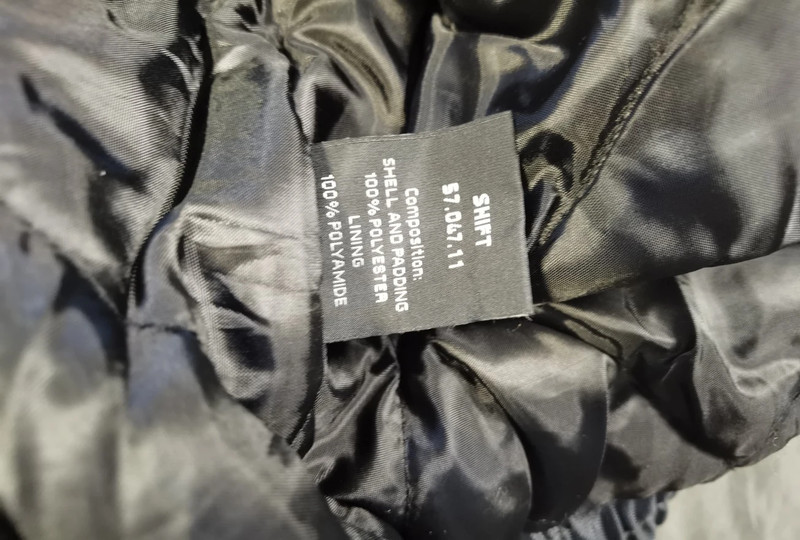 SHIFT
S7.047.11
Composition:
SHELL AND PADDING
100% POLYESTER
LINING
100% POLYAMIDE